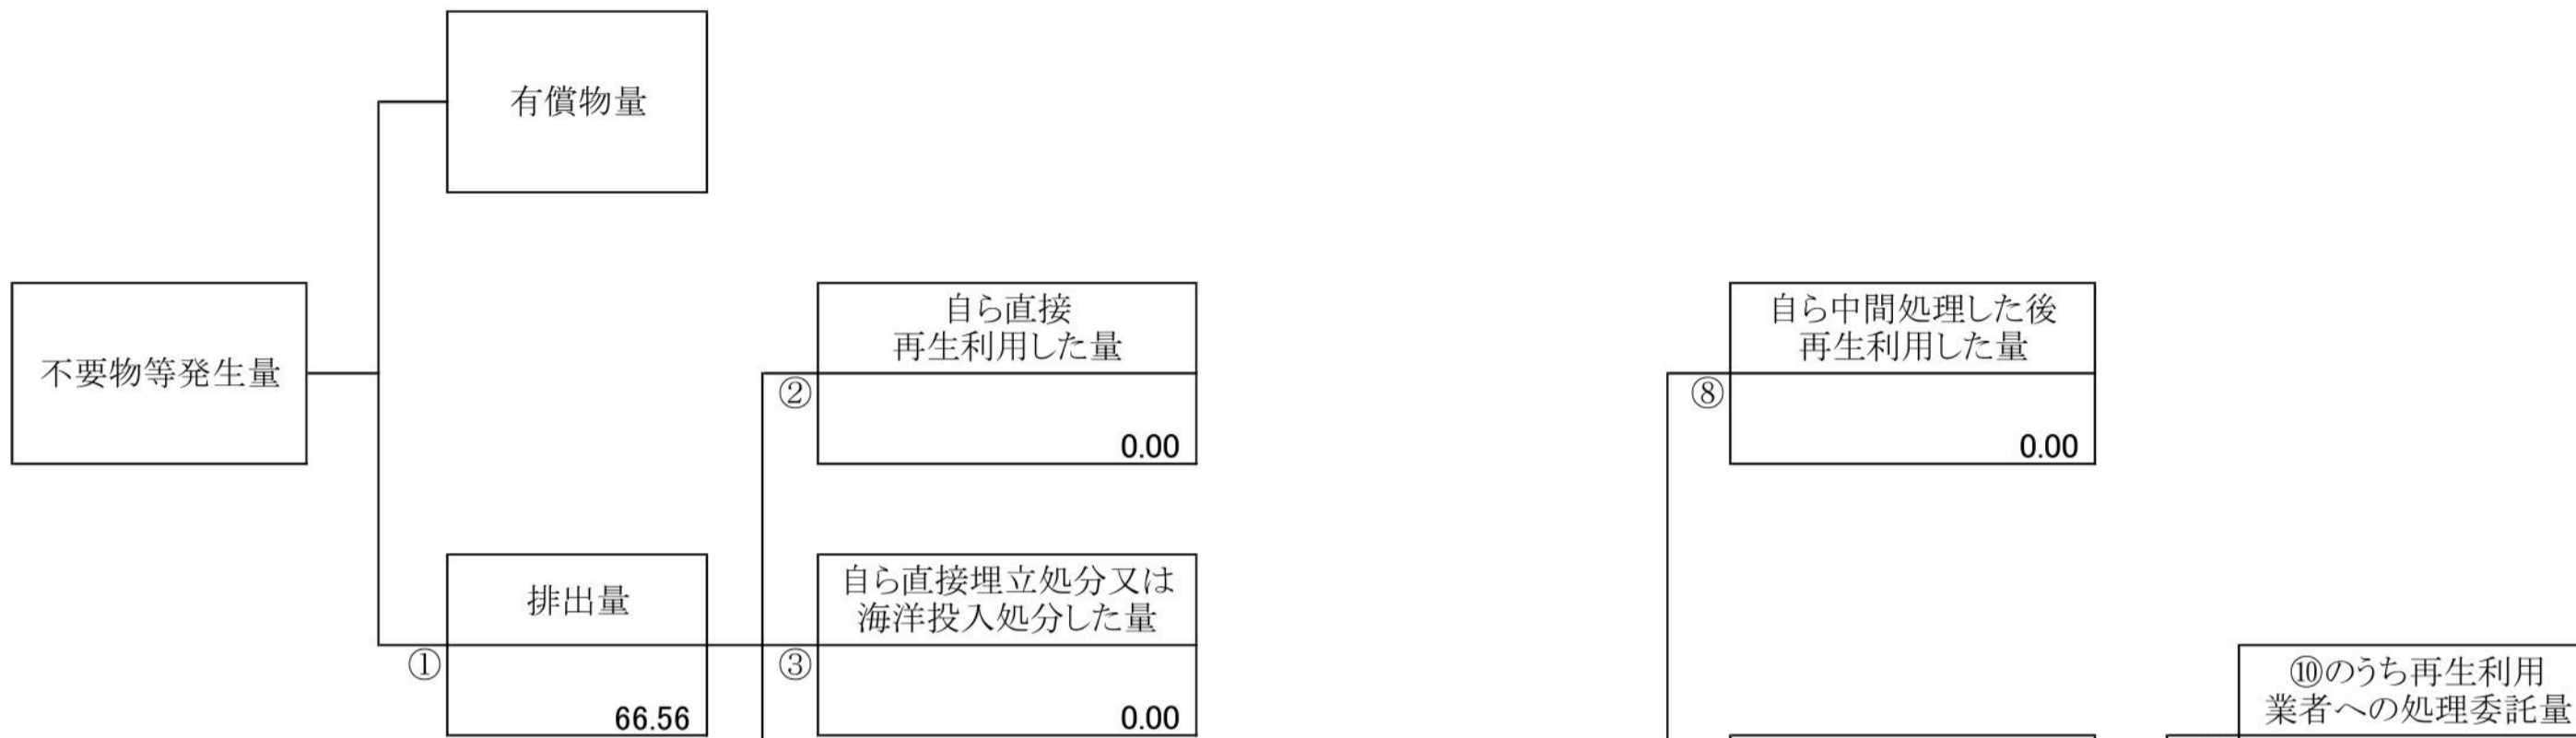 有償物量
不要物等発生量
自ら直接
再生利用した量
②
0.00
自ら中間処理した後
再生利用した量
⑧
0.00
排出量
①
66.56
自ら直接埋立処分又は
海洋投入処分した量
③
0.00
⑩のうち再生利用
業者への処理委託量